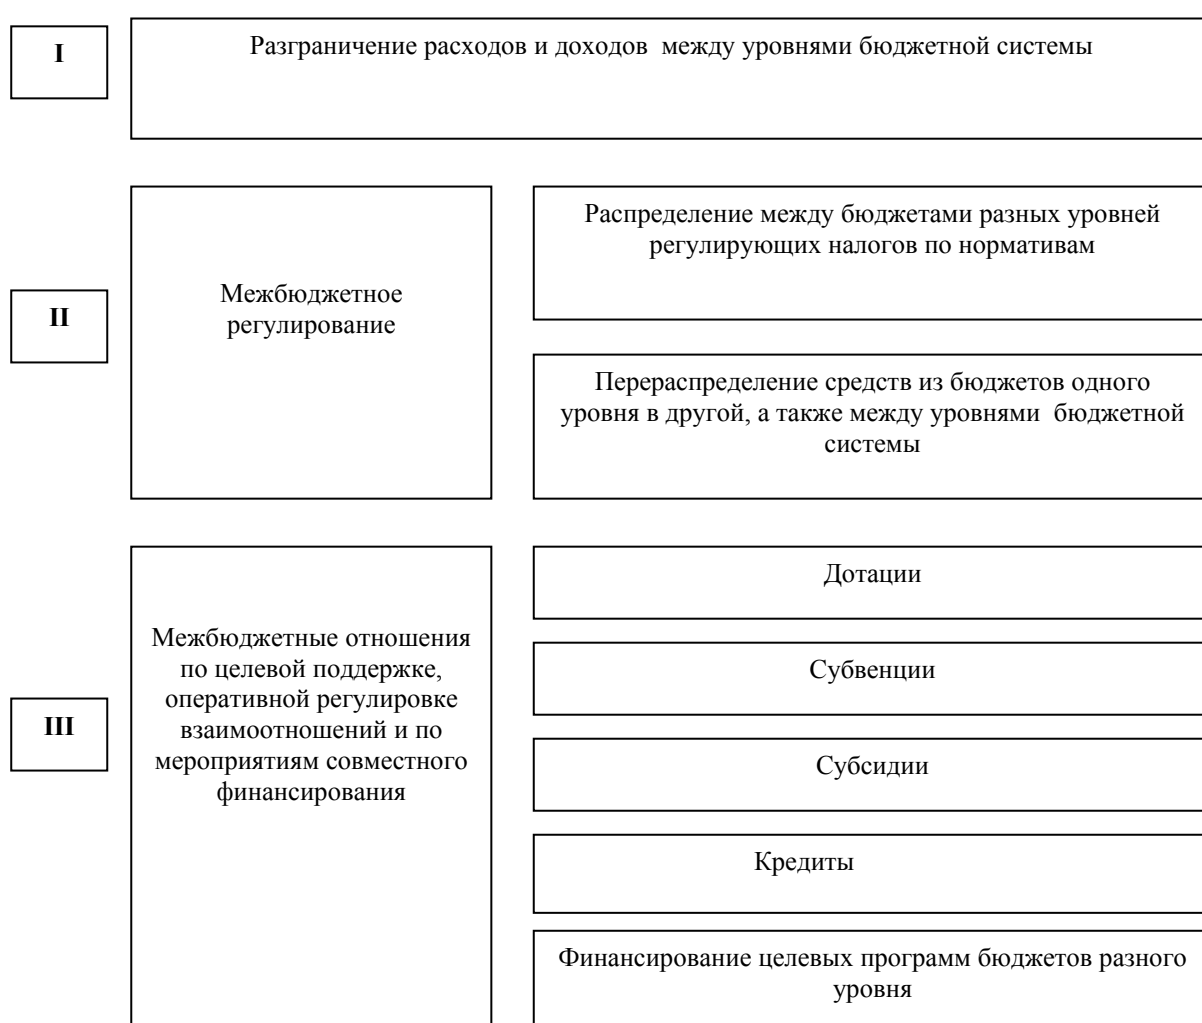 I
Разграничение расходов и доходов между уровнями бюджетной системы
II
Межбюджетное
регулирование
Распределение между бюджетами разных уровней
регулирующих налогов по нормативам
Перераспределение средств из бюджетов одного
уровня в другой, а также между уровнями бюджетной
системы
III
Межбюджетные отношения
по целевой поддержке,
оперативной регулировке
взаимоотношений и по
мероприятиям совместного
финансирования
Дотации
Субвенции
Субсидии
Кредиты
Финансирование целевых программ бюджетов разного
уровня